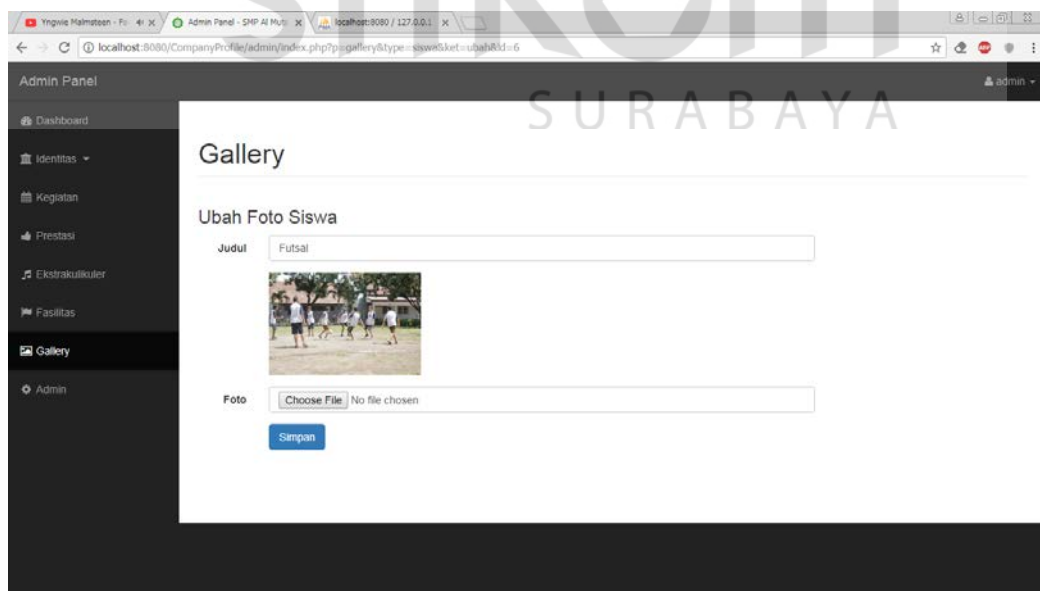 Yngwie Malmsteen - Fo
Admin Panel - SMP Al Mut
localhost:8080 / 127.0.0.1
localhost:8080/CompanyProfile/admin/index.php?p=gallery&type=siswa&ket=ubah&id=6
Admin Panel
admin
SURABAYA
Dashboard
Identitas
Kegiatan
Prestasi
Ekstrakulikuler
Fasilitas
Gallery
Admin
Gallery
Ubah Foto Siswa
Judul
Futsal
Foto
Choose File No file chosen
Simpan